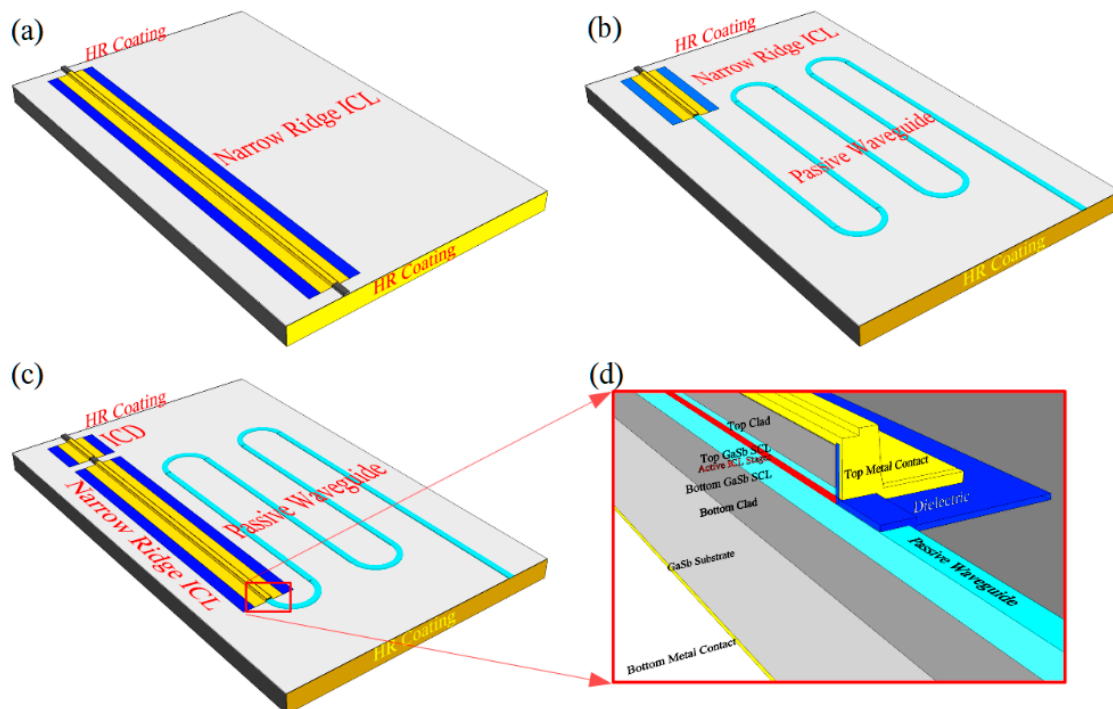 (a)
HR Coating
Narrow Ridge ICL
HR Coating
(b)
HR Coating
Narrow Ridge ICL
Passive Waveguide
HR Coating
(c)
HR Coating
ICD
Narrow Ridge ICL
Passive Waveguide
HR Coating
(d)
Top Clad
Top GaSb SCL
Active ICL Stages
Bottom GaSb SCL
Bottom Clad
GaSb Substrate
Bottom Metal Contact
Top Metal Contact
Dielectric
Passive Waveguide